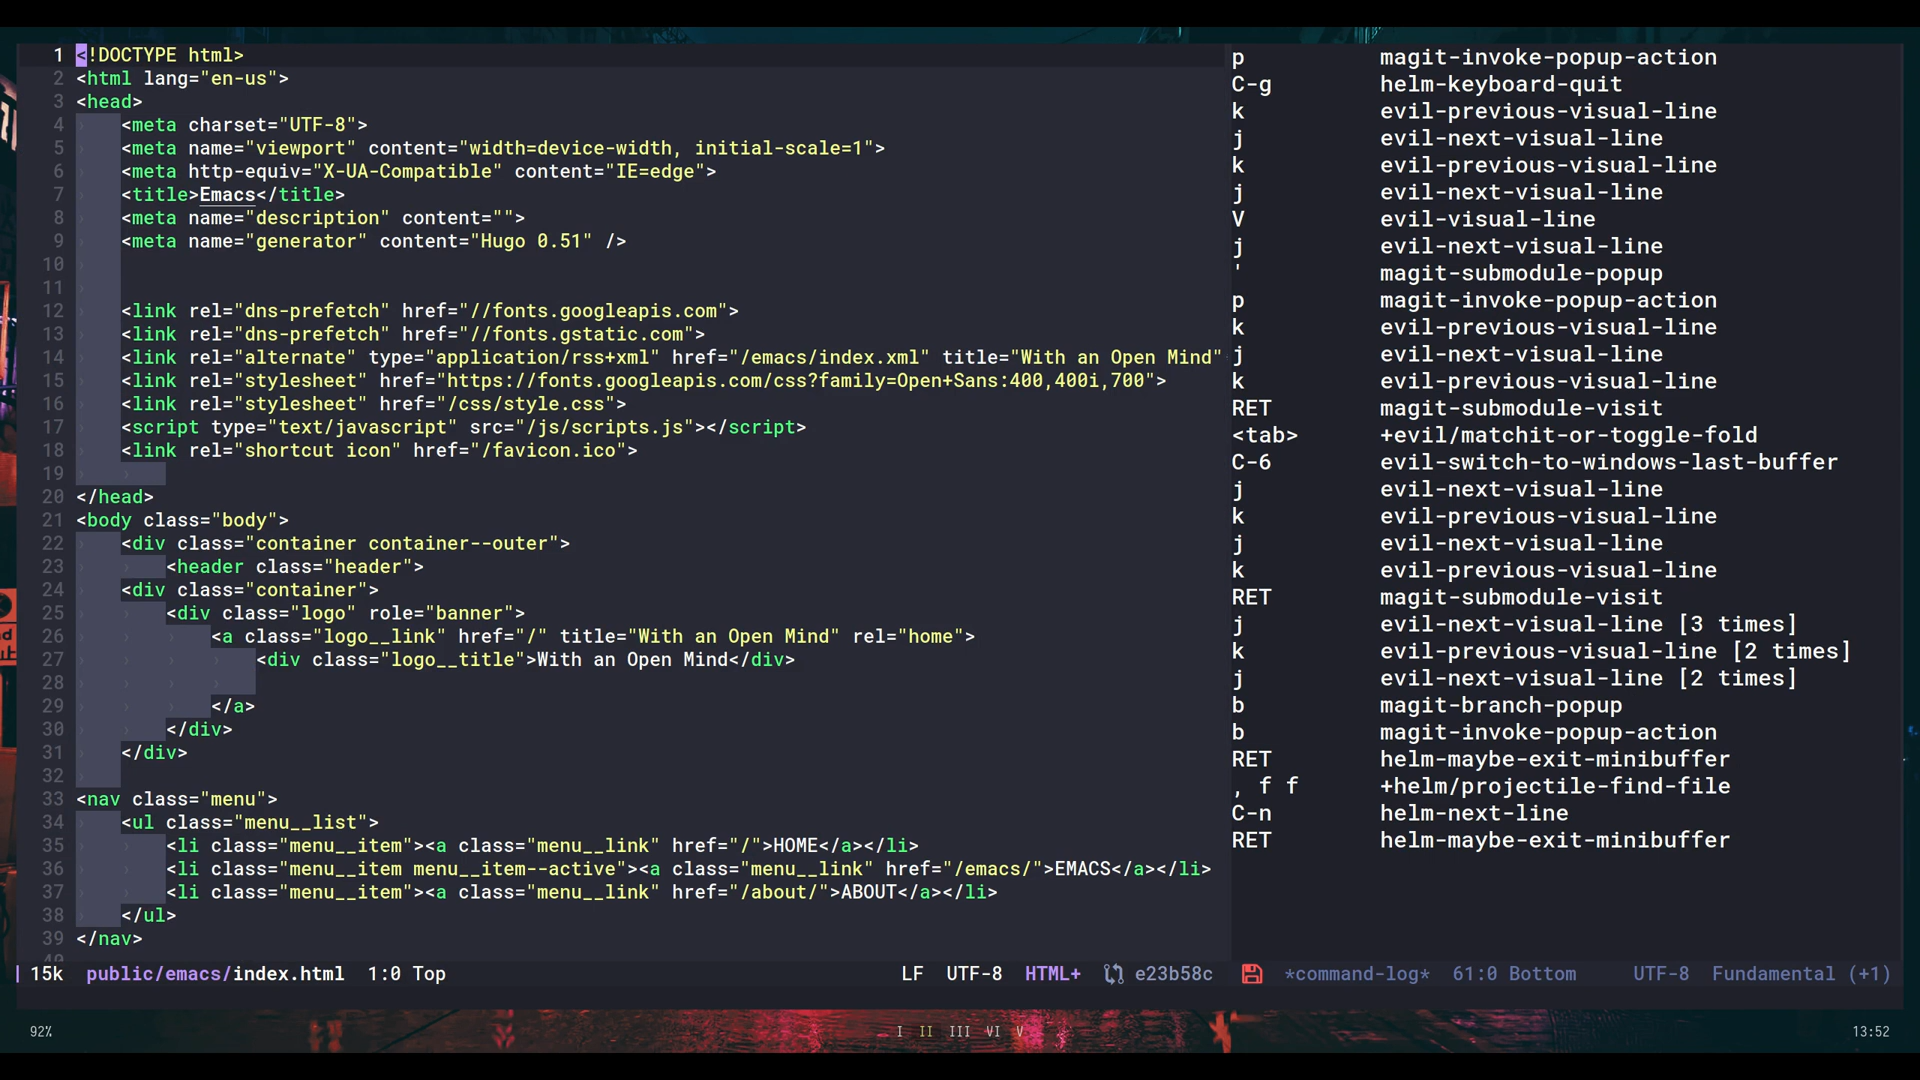 1 <!DOCTYPE html>
2 <html lang="en-us">
3 <head>
4 <meta charset="UTF-8">
5 <meta name="viewport" content="width=device-width, initial-scale=1">
6 <meta http-equiv="X-UA-Compatible" content="IE=edge">
7 <title>Emacs</title>
8 <meta name="description" content="">
9 <meta name="generator" content="Hugo 0.51" />
10
11
12 <link rel="dns-prefetch" href="//fonts.googleapis.com">
13 <link rel="dns-prefetch" href="//fonts.gstatic.com">
14 <link rel="alternate" type="application/rss+xml" href="/emacs/index.xml" title="With an Open Mind"
15 <link rel="stylesheet" href="https://fonts.googleapis.com/css?family=Open+Sans:400,400i,700">
16 <link rel="stylesheet" href="/css/style.css">
17 <script type="text/javascript" src="/js/scripts.js"></script>
18 <link rel="shortcut icon" href="/favicon.ico">
19
20 </head>
21 <body class="body">
22 <div class="container container--outer">
23 <header class="header">
24 <div class="container">
25 <div class="logo" role="banner">
26 <a class="logo__link" href="/" title="With an Open Mind" rel="home">
27 <div class="logo__title">With an Open Mind</div>
28
29 </a>
30 </div>
31 </div>
32
33 <nav class="menu">
34 <ul class="menu__list">
35 <li class="menu__item"><a class="menu__link" href="/">HOME</a></li>
36 <li class="menu__item menu__item--active"><a class="menu__link" href="/emacs/">EMACS</a></li>
37 <li class="menu__item"><a class="menu__link" href="/about/">ABOUT</a></li>
38 </ul>
39 </nav>
15k public/emacs/index.html 1:0 Top LF UTF-8 HTML+ e23b58c
p magit-invoke-popup-action
C-g helm-keyboard-quit
k evil-previous-visual-line
j evil-next-visual-line
k evil-previous-visual-line
j evil-next-visual-line
V evil-visual-line
j evil-next-visual-line
' magit-submodule-popup
p magit-invoke-popup-action
k evil-previous-visual-line
j evil-next-visual-line
k evil-previous-visual-line
RET magit-submodule-visit
<tab> +evil/matchit-or-toggle-fold
C-6 evil-switch-to-windows-last-buffer
j evil-next-visual-line
k evil-previous-visual-line
j evil-next-visual-line
k evil-previous-visual-line
RET magit-submodule-visit
j evil-next-visual-line [3 times]
k evil-previous-visual-line [2 times]
j evil-next-visual-line [2 times]
b magit-branch-popup
b magit-invoke-popup-action
RET helm-maybe-exit-minibuffer
, f f +helm/projectile-find-file
C-n helm-next-line
RET helm-maybe-exit-minibuffer
*command-log* 61:0 Bottom UTF-8 Fundamental (+1)
92% I II III VI V 13:52